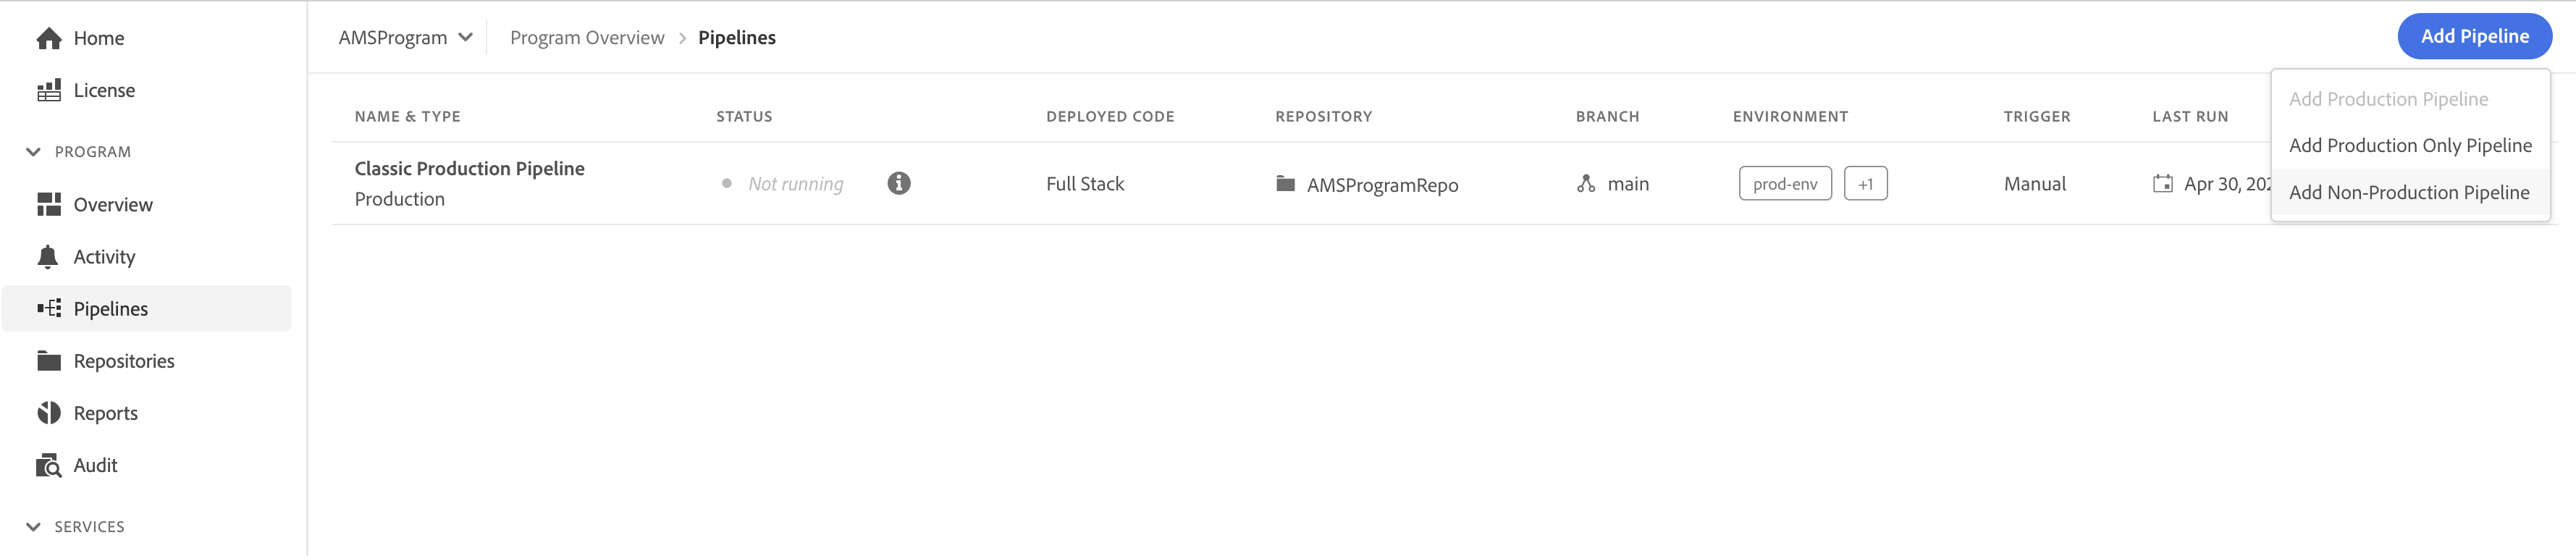 Home
License
PROGRAM
Overview
Activity
Pipelines
Repositories
Reports
Audit
SERVICES
AMSProgram
Program Overview > Pipelines
Add Pipeline
Add Production Pipeline
Add Production Only Pipeline
Add Non-Production Pipeline
NAME & TYPE STATUS DEPLOYED CODE REPOSITORY BRANCH ENVIRONMENT TRIGGER LAST RUN
Classic Production Pipeline
Production
Not running Full Stack AMSProgramRepo main prod-env +1 Manual Apr 30, 202